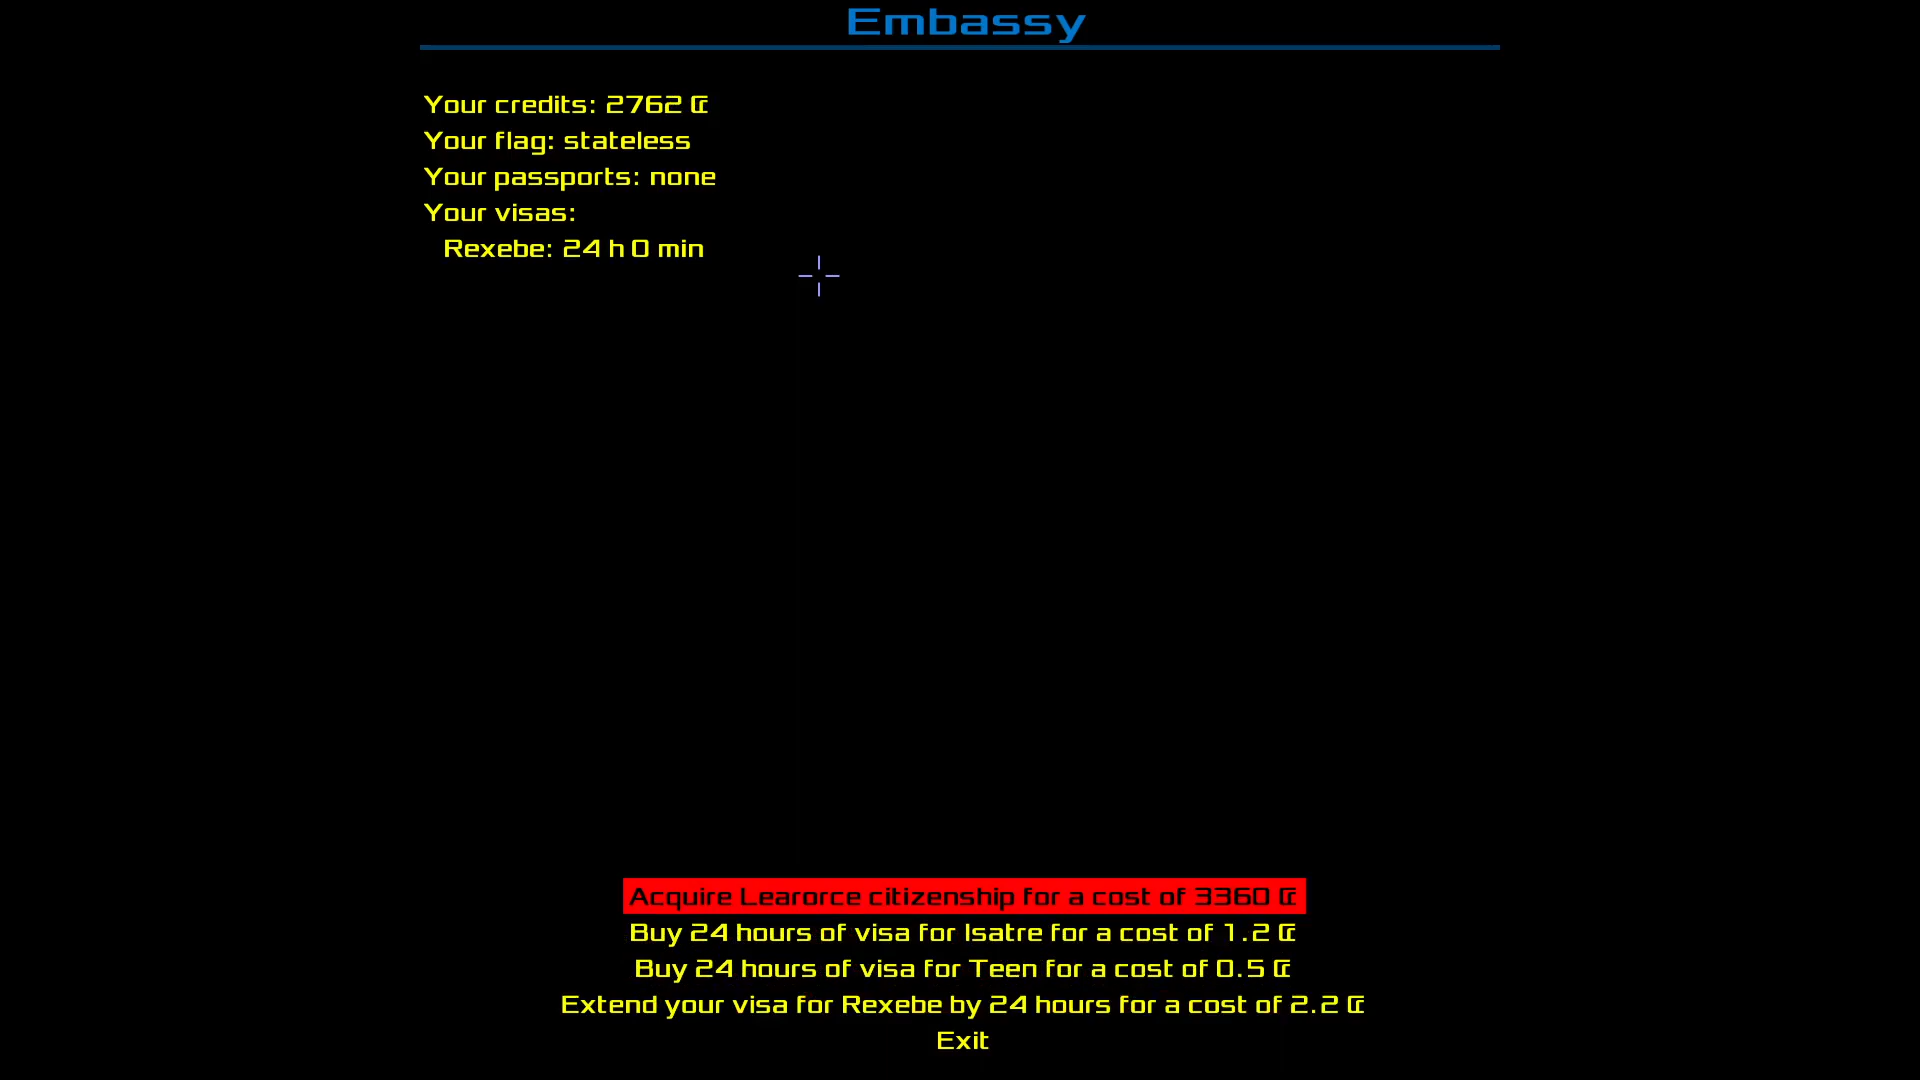 Embassy
Your credits: 2762 ₢
Your flag: stateless
Your passports: none
Your visas:
Rexebe: 24 h 0 min
Acquire Learorce citizenship for a cost of 3360 ₢
Buy 24 hours of visa for Isatre for a cost of 1.2 ₢
Buy 24 hours of visa for Teen for a cost of 0.5 ₢
Extend your visa for Rexebe by 24 hours for a cost of 2.2 ₢
Exit